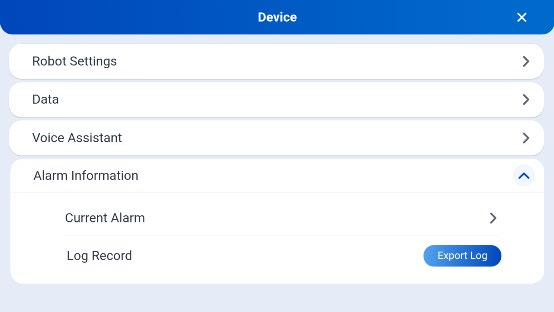 Device
Robot Settings
Data
Voice Assistant
Alarm Information
Current Alarm
Log Record
Export Log